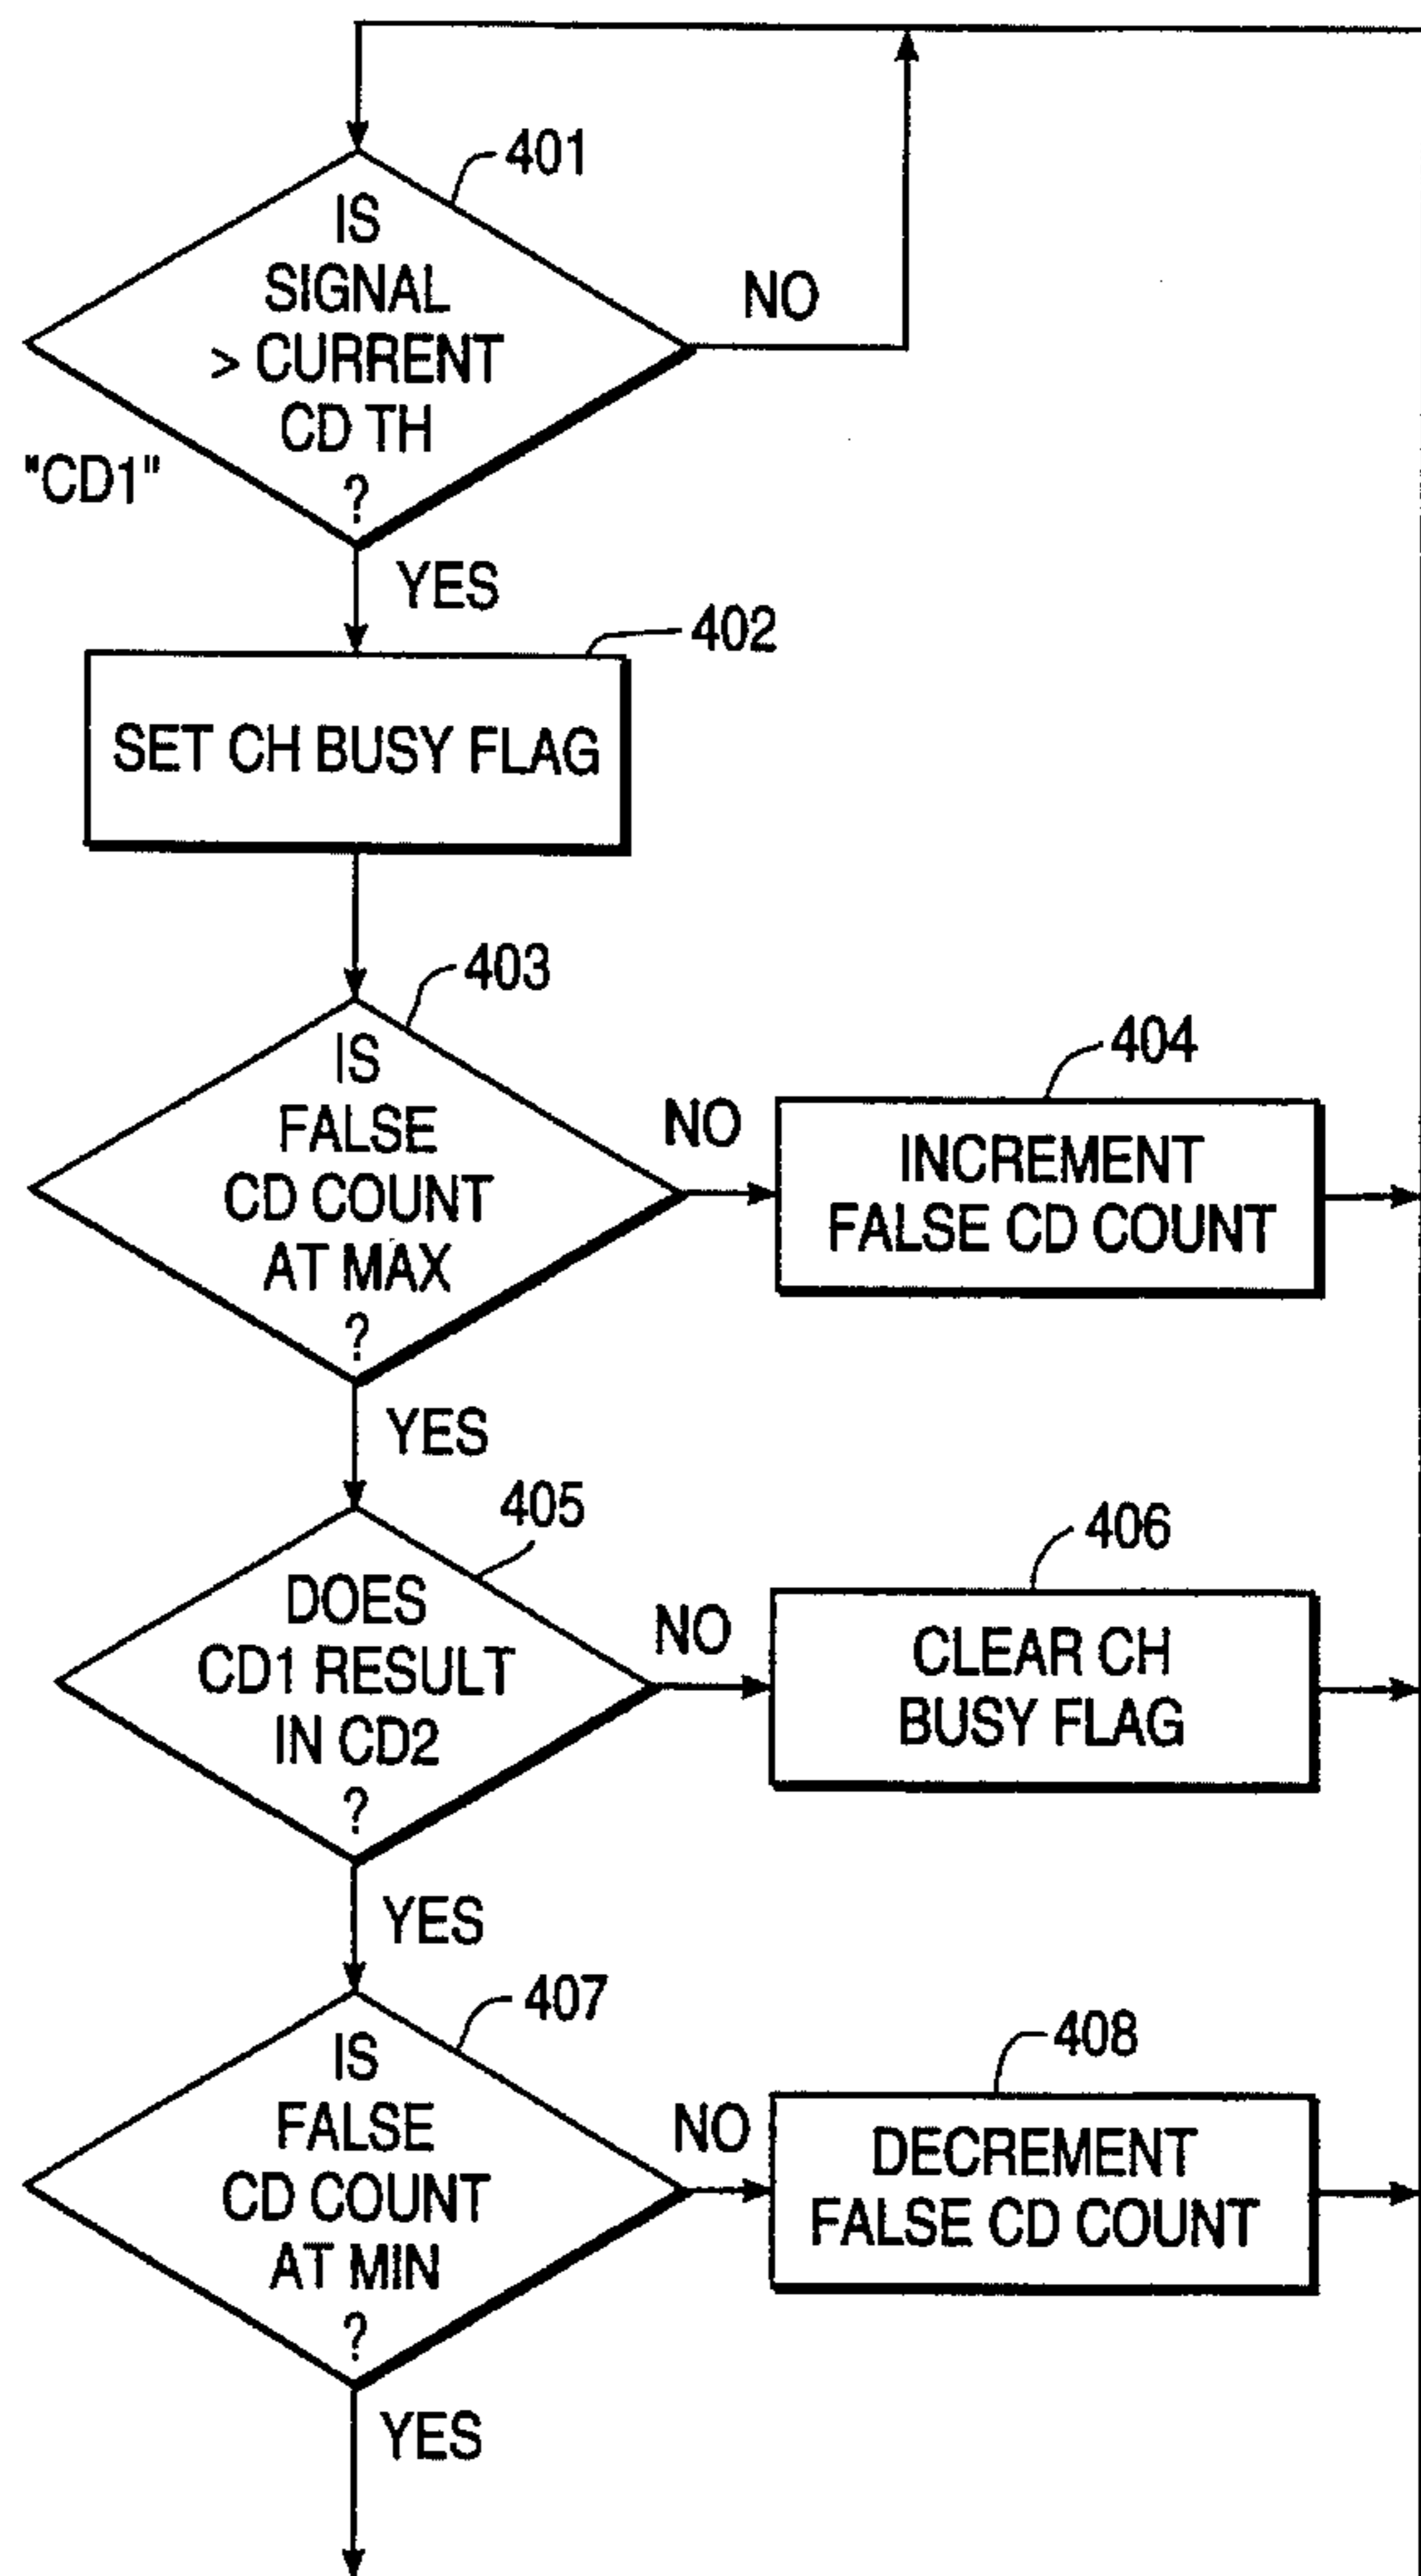 401
IS
SIGNAL
> CURRENT
CD TH
?
NO
"CD1"
YES
402
SET CH BUSY FLAG
403
IS
FALSE
CD COUNT
AT MAX
?
NO
404
INCREMENT
FALSE CD COUNT
YES
405
DOES
CD1 RESULT
IN CD2
?
NO
406
CLEAR CH
BUSY FLAG
YES
407
IS
FALSE
CD COUNT
AT MIN
?
NO
408
DECREMENT
FALSE CD COUNT
YES